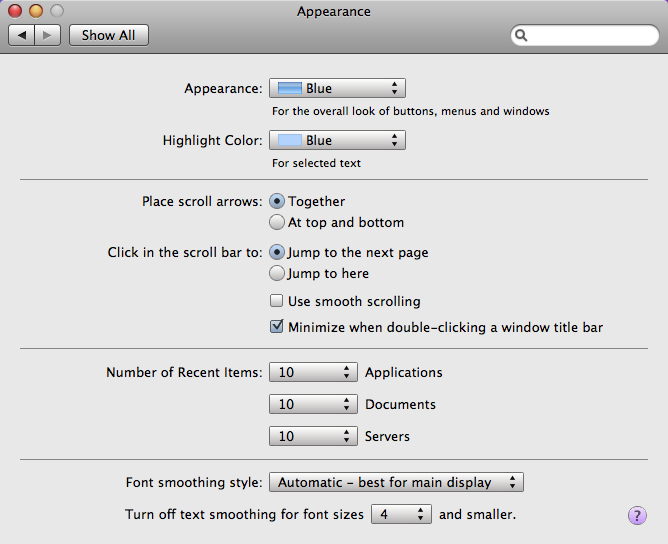 Appearance
Show All
Appearance: Blue
For the overall look of buttons, menus and windows
Highlight Color: Blue
For selected text
Place scroll arrows: Together
At top and bottom
Click in the scroll bar to: Jump to the next page
Jump to here
Use smooth scrolling
Minimize when double-clicking a window title bar
Number of Recent Items: 10 Applications
10 Documents
10 Servers
Font smoothing style: Automatic – best for main display
Turn off text smoothing for font sizes 4 and smaller.
?